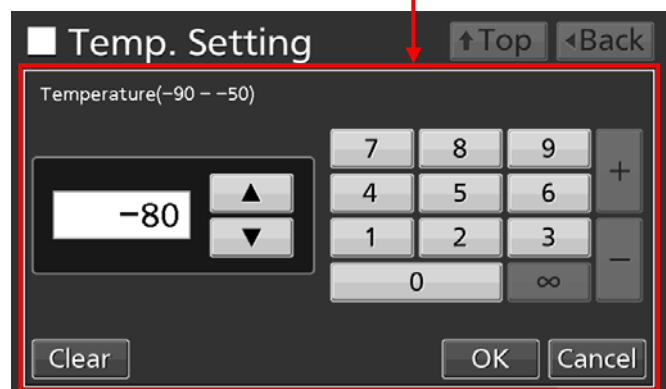 Temp. Setting
Top
Back
Temperature(−90 – −50)
7 8 9 +
−80 ▲ 4 5 6
▼ 1 2 3 −
0 ∞
Clear OK Cancel